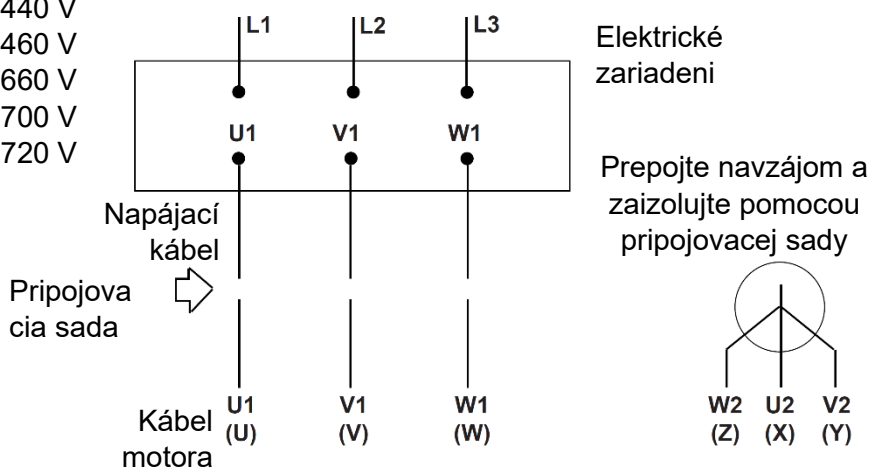 440 V
460 V
660 V
700 V
720 V
L1 L2 L3
Elektrické
zariadeni
U1 V1 W1
Prepojte navzájom a
zaizolujte pomocou
pripojovacej sady
Napájací
kábel
Pripojova
cia sada
Kábel
motora
U1 V1 W1
(U) (V) (W)
W2 U2 V2
(Z) (X) (Y)